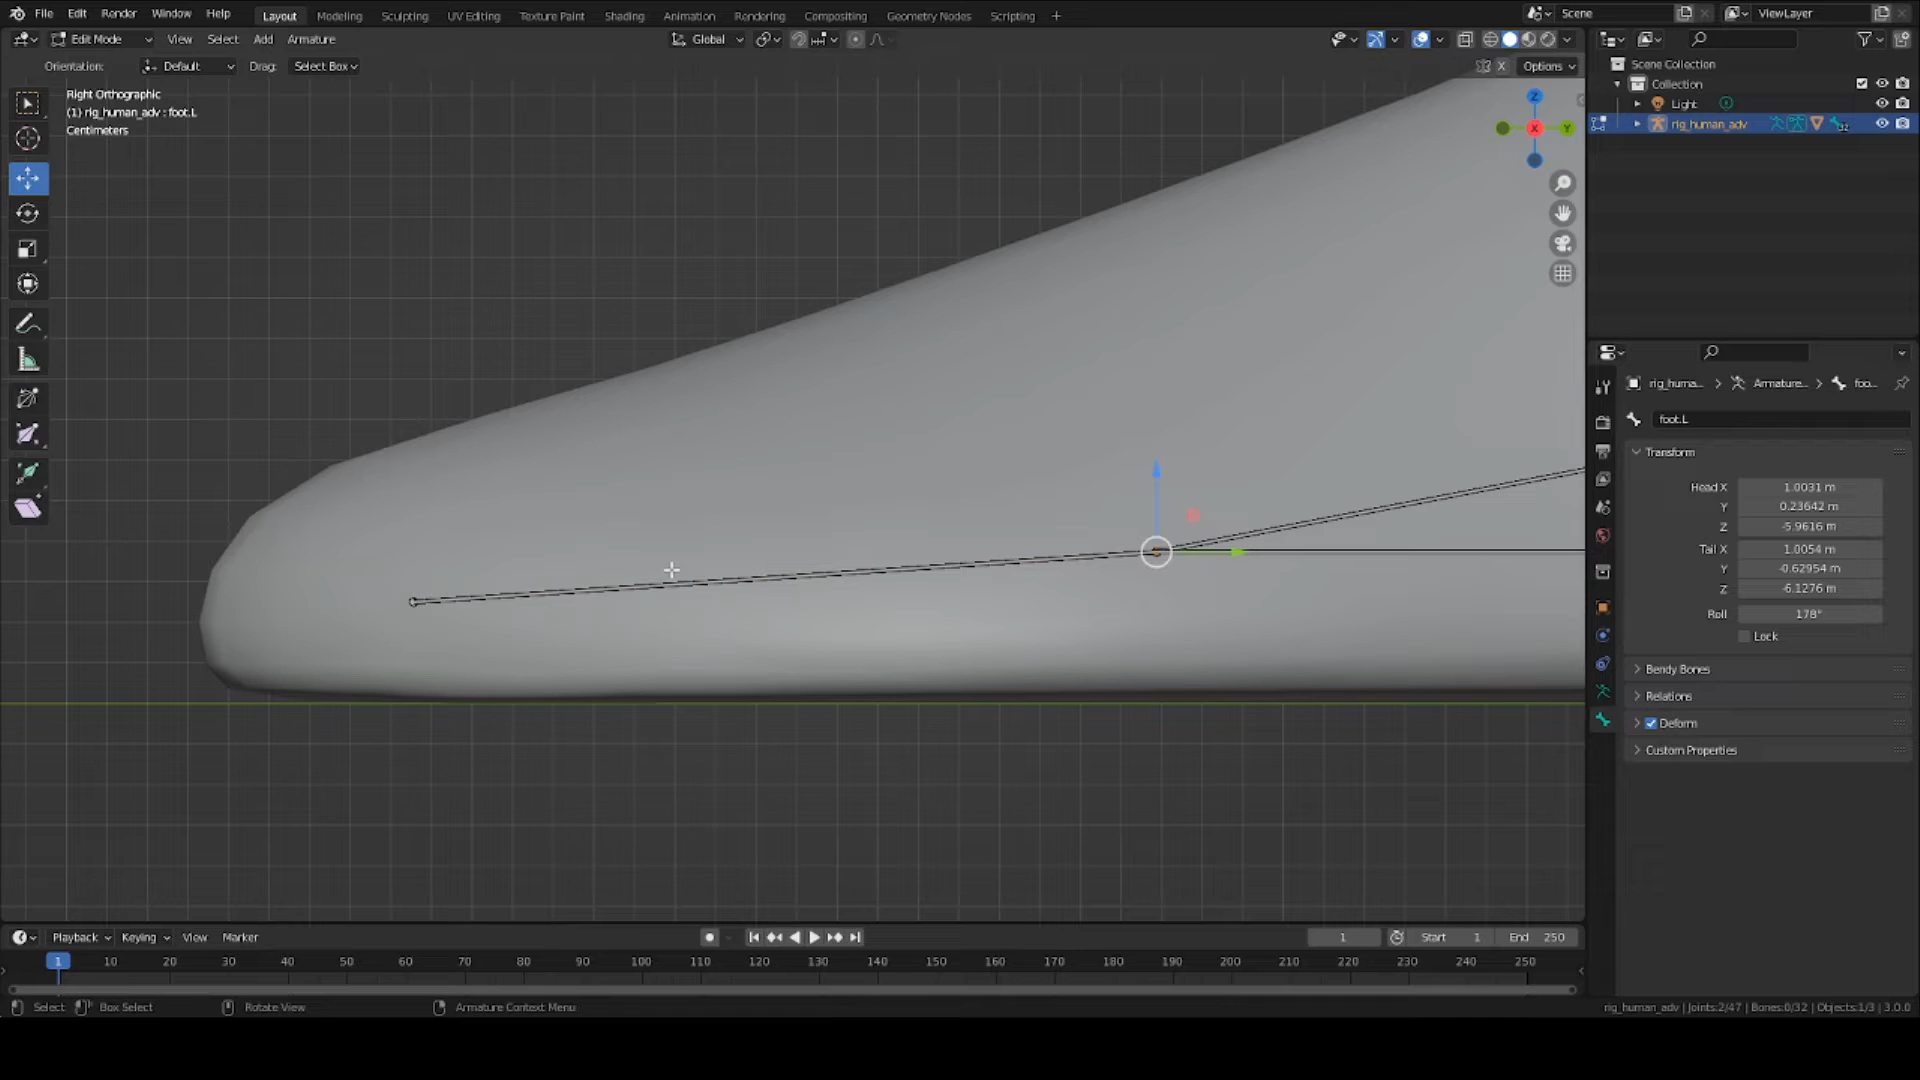 File Edit Render Window Help Layout Modeling Sculpting UV Editing Texture Paint Shading Animation Rendering Compositing Geometry Nodes Scripting + Scene ViewLayer
Edit Mode View Select Add Armature Global
Orientation: Default Drag: Select Box X Options
Right Orthographic
(1) rig_human_adv : foot.L
Centimeters
Z
X
Y
Scene Collection
Collection
Light
rig_human_adv 32
rig_huma... > Armature... > foo...
foot.L
Transform
Head X 1.0031 m
Y 0.23642 m
Z -5.9616 m
Tail X 1.0054 m
Y -0.62954 m
Z -6.1276 m
Roll 178°
Lock
Bendy Bones
Relations
Deform
Custom Properties
Playback Keying View Marker 1 Start 1 End 250
1 10 20 30 40 50 60 70 80 90 100 110 120 130 140 150 160 170 180 190 200 210 220 230 240 250
Select Box Select Rotate View Armature Context Menu rig_human_adv | Joints:2/47 | Bones:0/32 | Objects:1/3 | 3.0.0